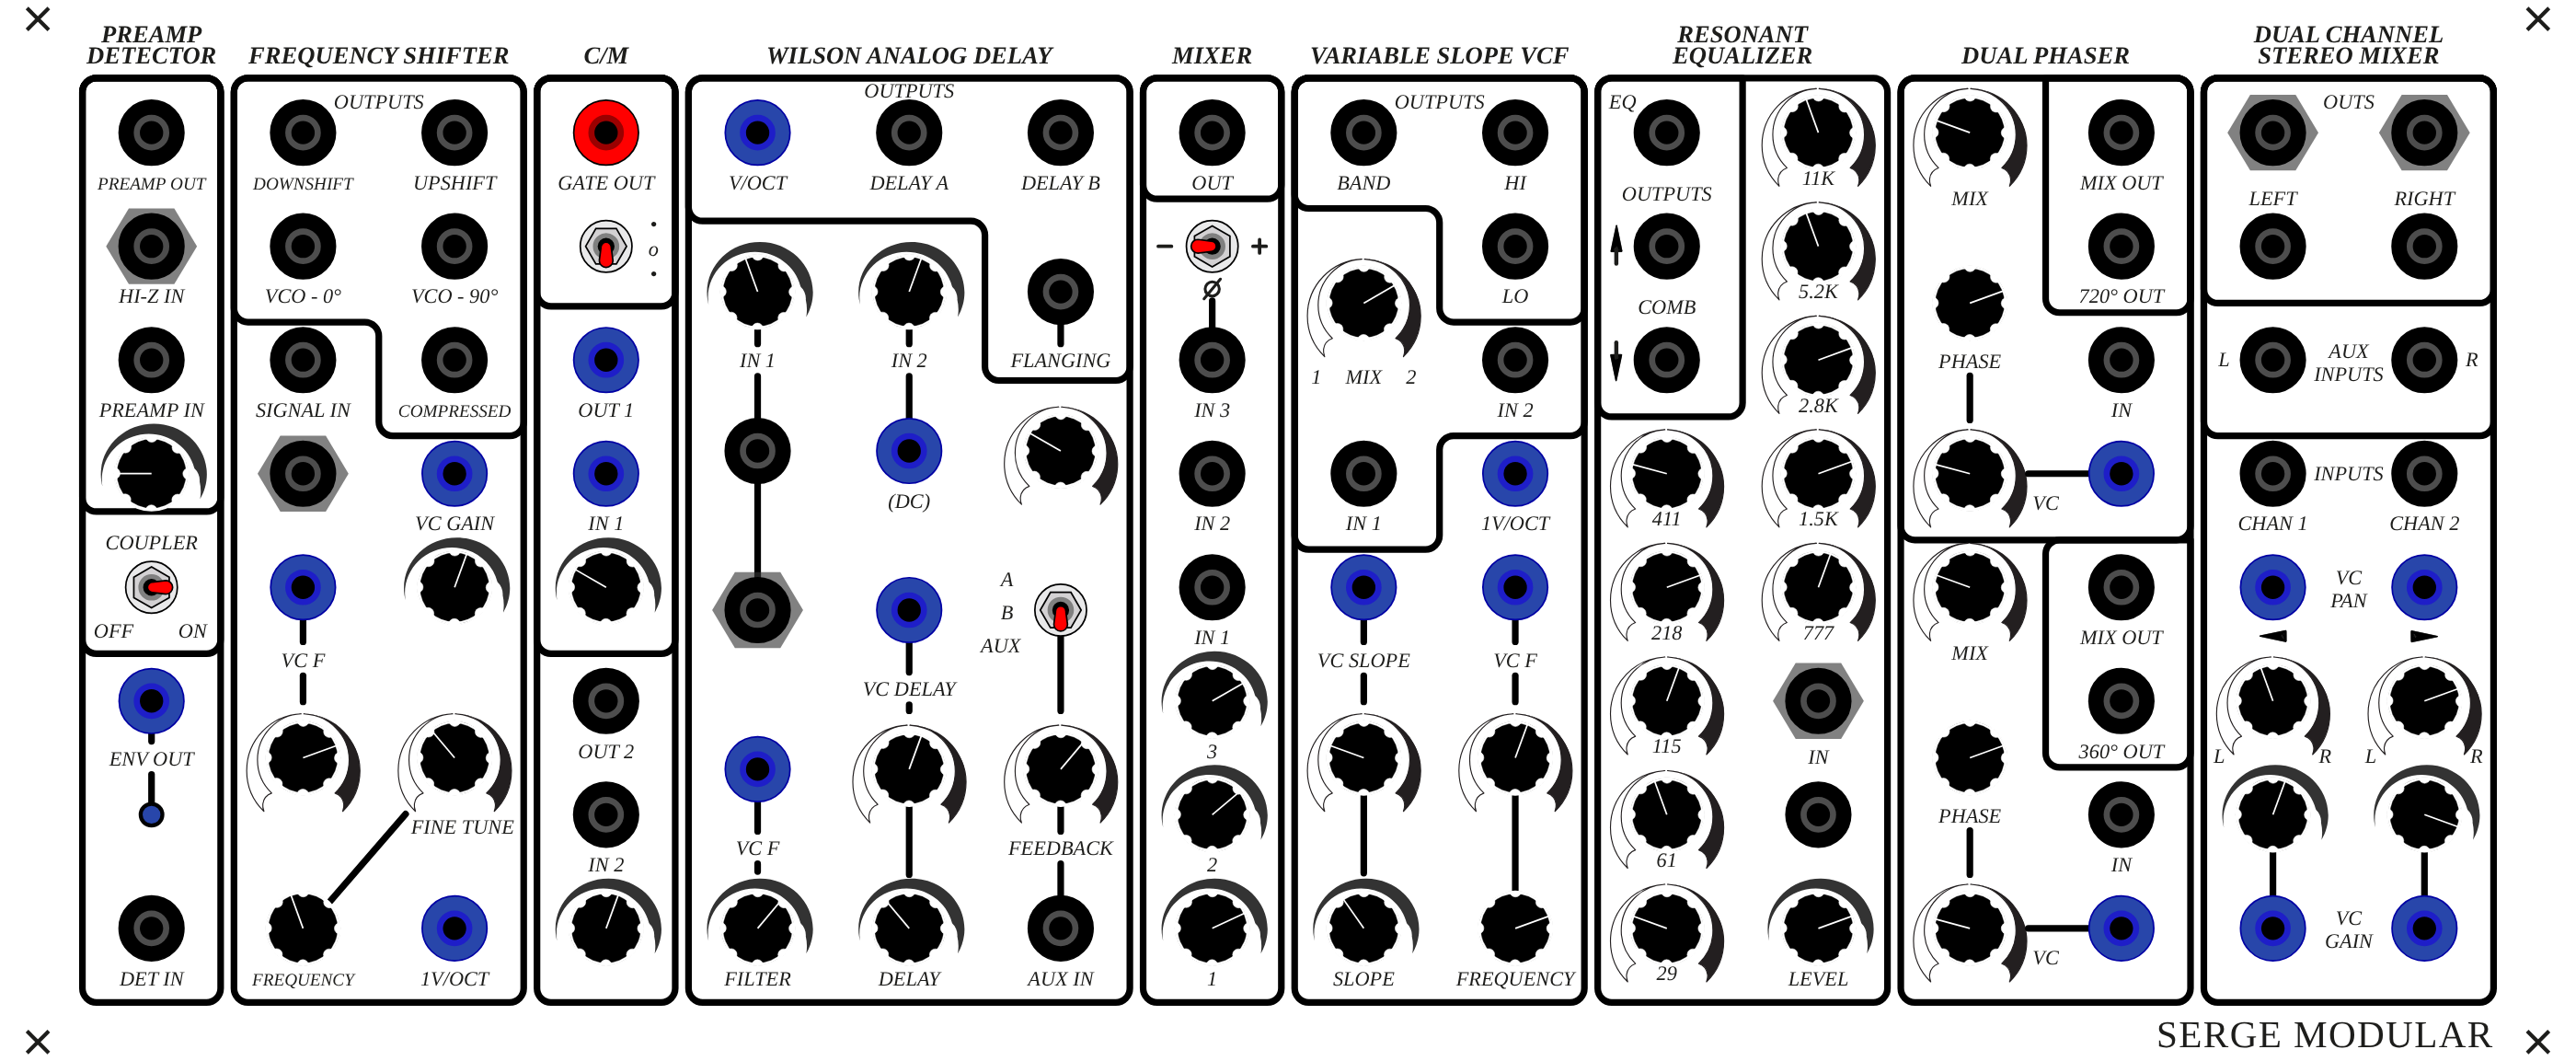 PREAMP
DETECTOR
PREAMP OUT
HI-Z IN
PREAMP IN
COUPLER
OFF ON
ENV OUT
DET IN
FREQUENCY SHIFTER
OUTPUTS
DOWNSHIFT UPSHIFT
VCO - 0° VCO - 90°
SIGNAL IN COMPRESSED
VC GAIN
VC F
FINE TUNE
FREQUENCY 1V/OCT
C/M
GATE OUT
o
OUT 1
IN 1
OUT 2
IN 2
WILSON ANALOG DELAY
OUTPUTS
V/OCT DELAY A DELAY B
IN 1 IN 2 FLANGING
(DC)
A
B
AUX
VC DELAY
VC F FEEDBACK
FILTER DELAY AUX IN
MIXER
OUT
− +
Ø
IN 3
IN 2
IN 1
3
2
1
VARIABLE SLOPE VCF
OUTPUTS
BAND HI
LO
1 MIX 2
IN 2
IN 1 1V/OCT
VC SLOPE VC F
SLOPE FREQUENCY
RESONANT
EQUALIZER
EQ
11K
OUTPUTS
5.2K
COMB
2.8K
411 1.5K
218 777
115 IN
61
29 LEVEL
DUAL PHASER
MIX MIX OUT
720° OUT
PHASE
IN
VC
MIX MIX OUT
360° OUT
PHASE
IN
VC
DUAL CHANNEL
STEREO MIXER
OUTS
LEFT RIGHT
L AUX R
INPUTS
INPUTS
CHAN 1 CHAN 2
VC
PAN
L R L R
VC
GAIN
SERGE MODULAR